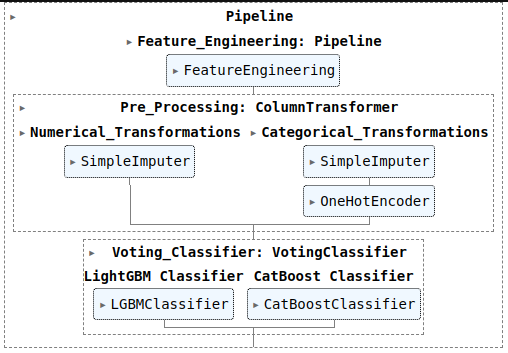 Pipeline
Feature_Engineering: Pipeline
FeatureEngineering
Pre_Processing: ColumnTransformer
Numerical_Transformations Categorical_Transformations
SimpleImputer SimpleImputer
OneHotEncoder
Voting_Classifier: VotingClassifier
LightGBM Classifier CatBoost Classifier
LGBMClassifier CatBoostClassifier